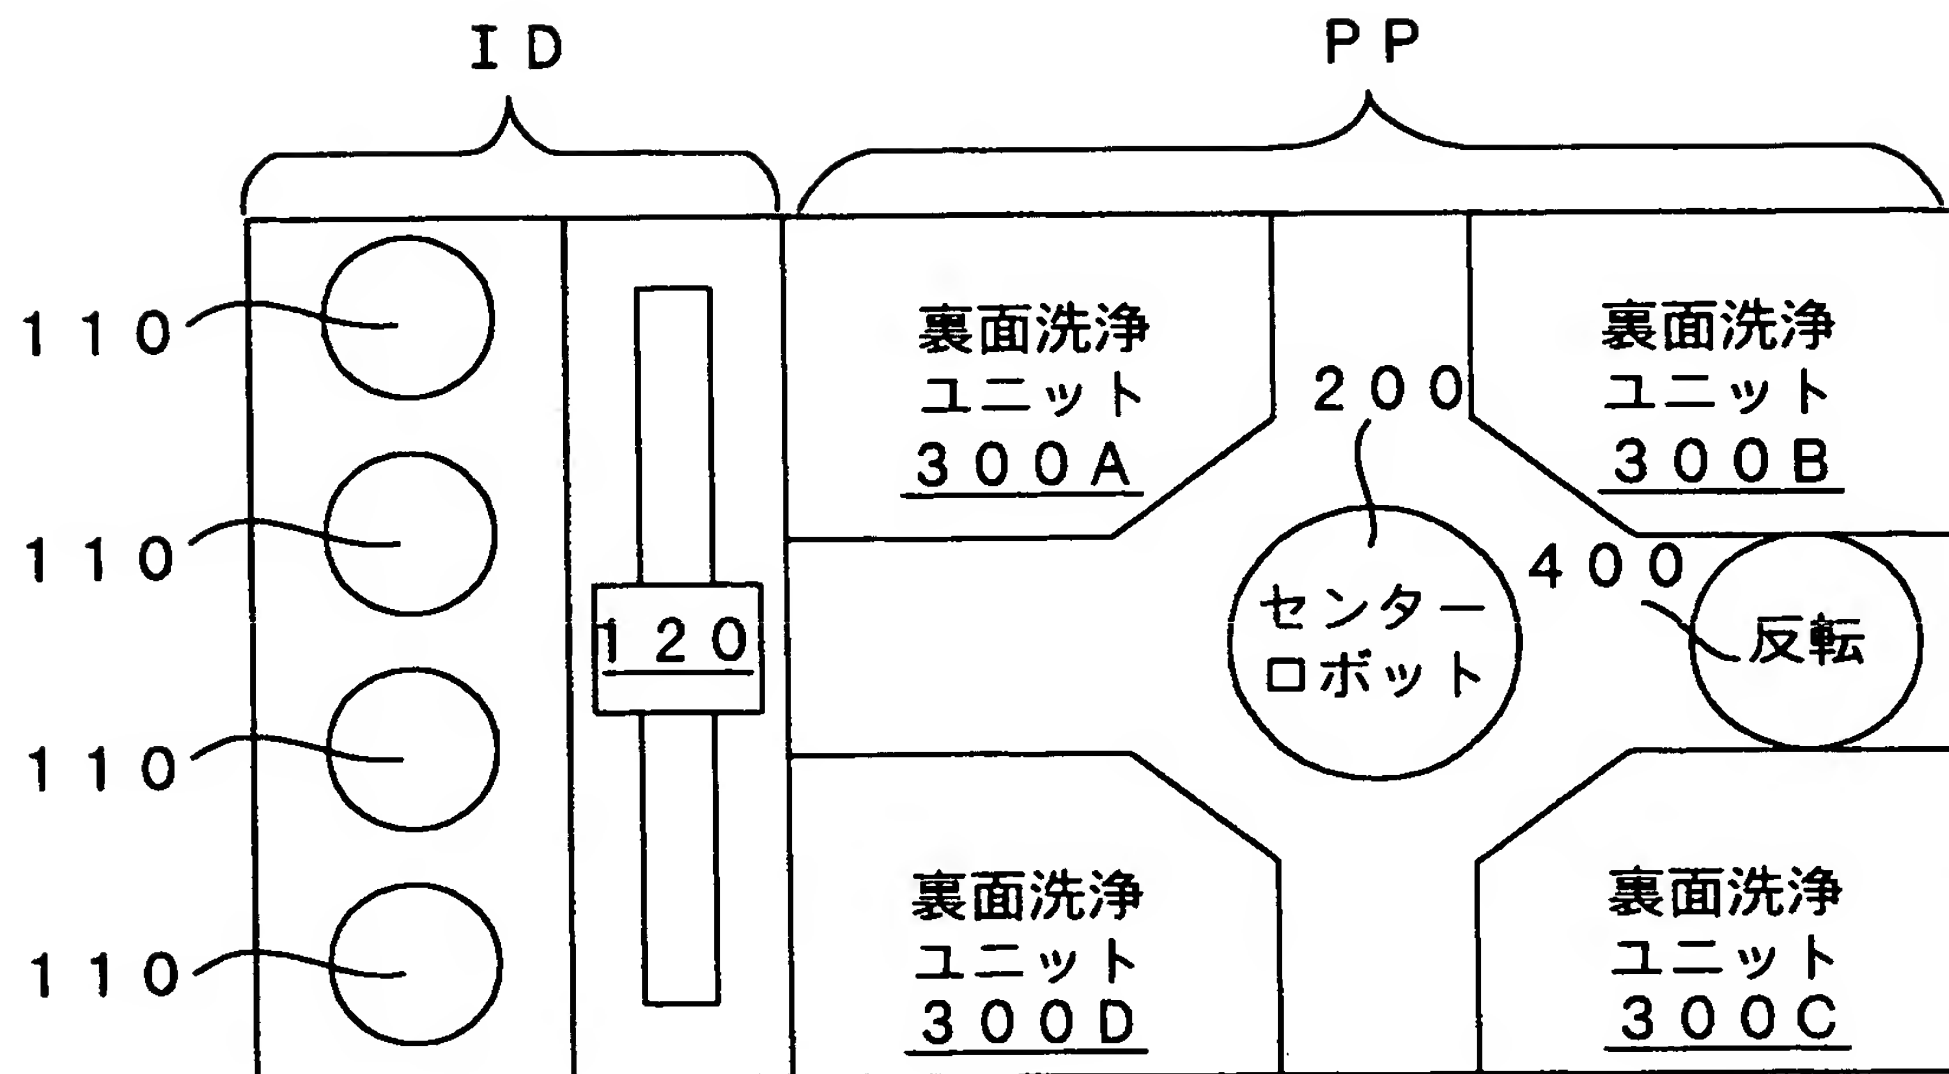 ID
PP
110
裏面洗浄
ユニット
300A
裏面洗浄
ユニット
300B
200
110
400
センター
ロボット
反転
120
110
裏面洗浄
ユニット
300D
裏面洗浄
ユニット
300C
110